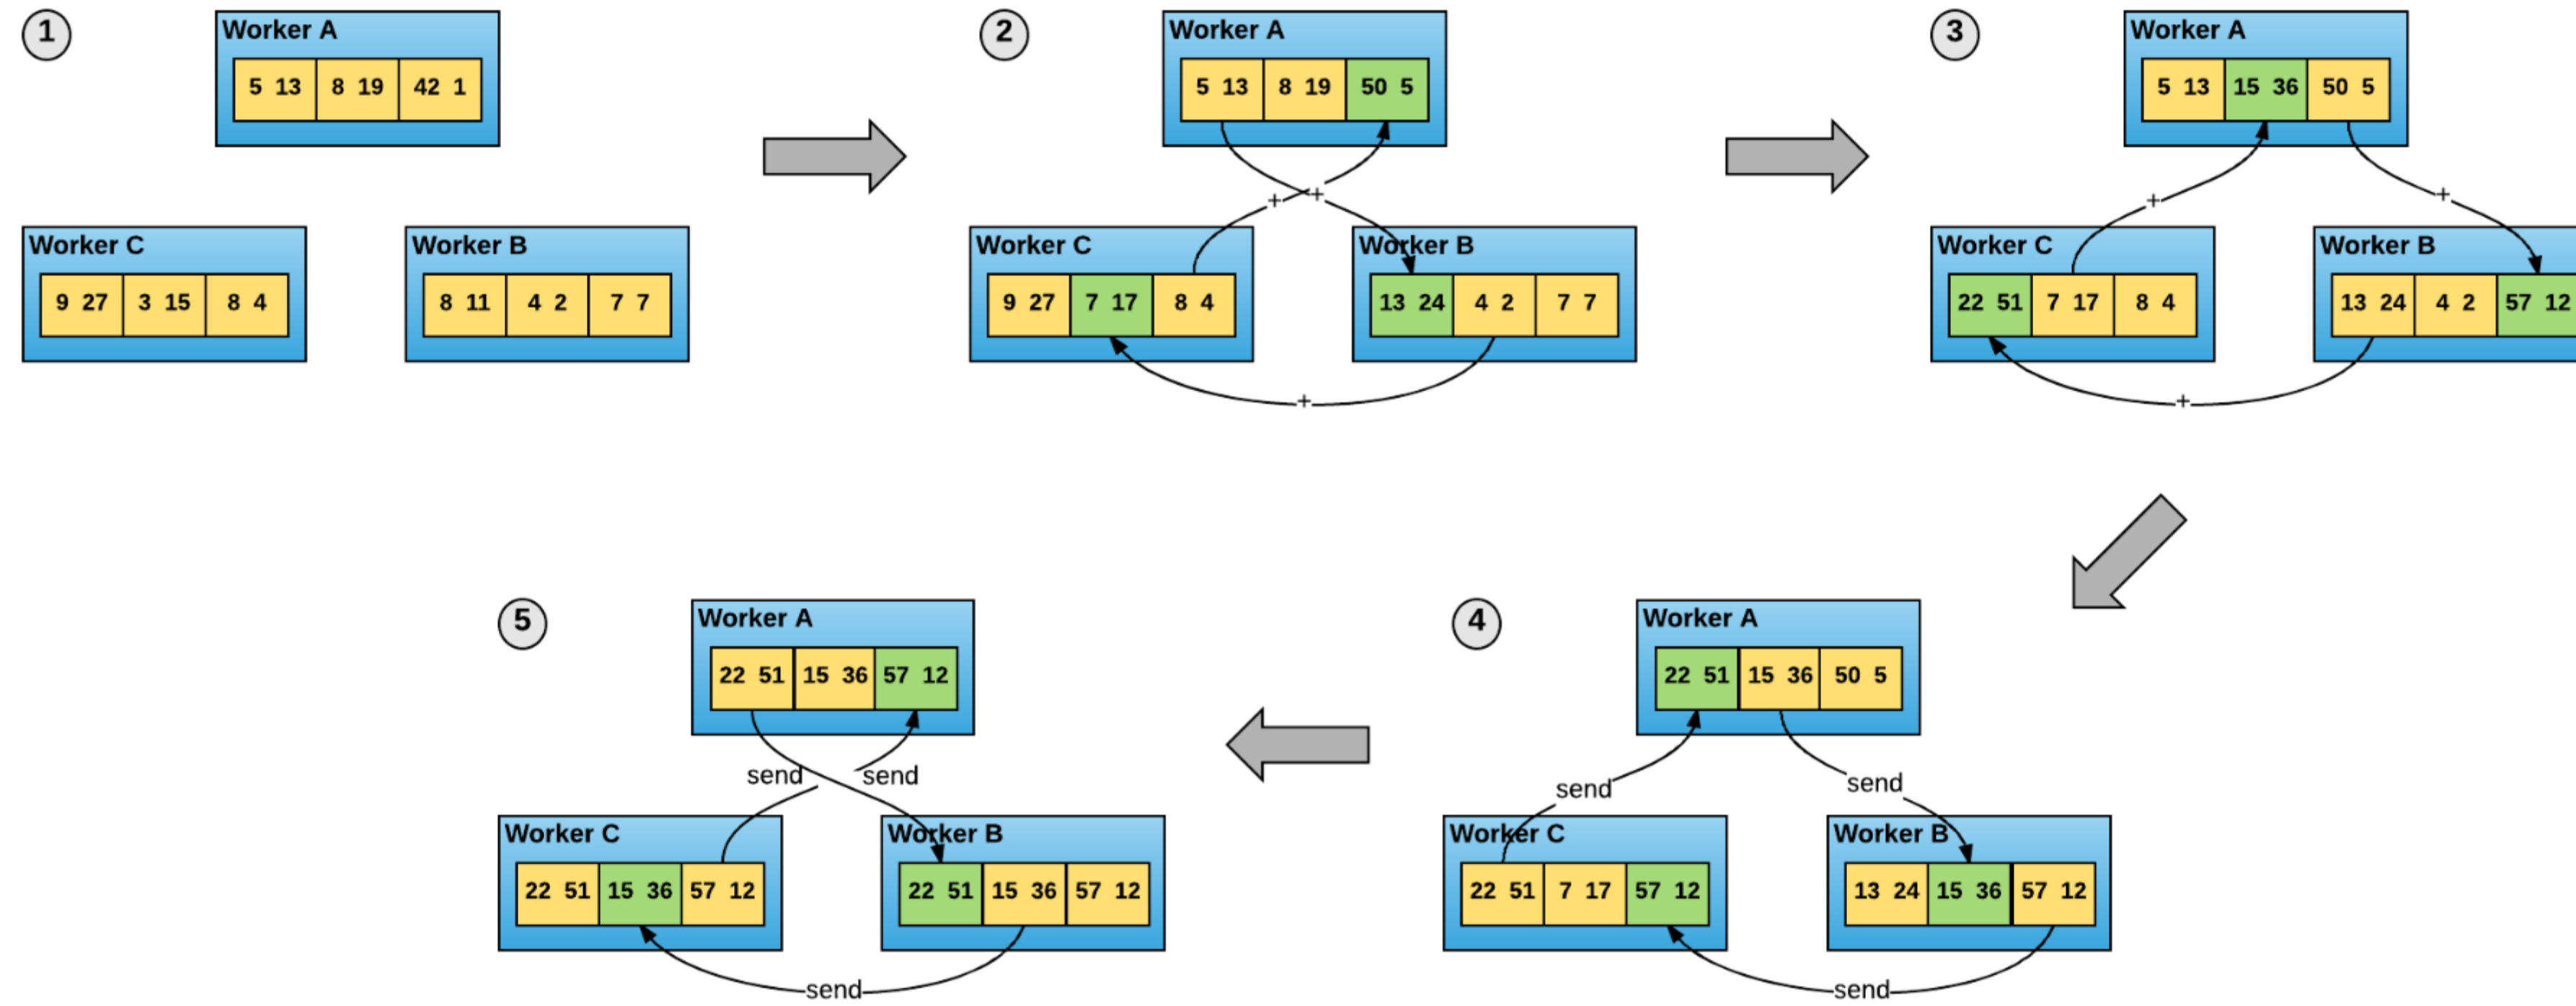 1
Worker A
5 13 8 19 42 1
Worker C
9 27 3 15 8 4
Worker B
8 11 4 2 7 7
2
Worker A
5 13 8 19 50 5
+ +
Worker C
9 27 7 17 8 4
Worker B
13 24 4 2 7 7
+
3
Worker A
5 13 15 36 50 5
+ +
Worker C
22 51 7 17 8 4
Worker B
13 24 4 2 57 12
+
4
Worker A
22 51 15 36 50 5
send send
Worker C
22 51 7 17 57 12
Worker B
13 24 15 36 57 12
send
5
Worker A
22 51 15 36 57 12
send send
Worker C
22 51 15 36 57 12
Worker B
22 51 15 36 57 12
send